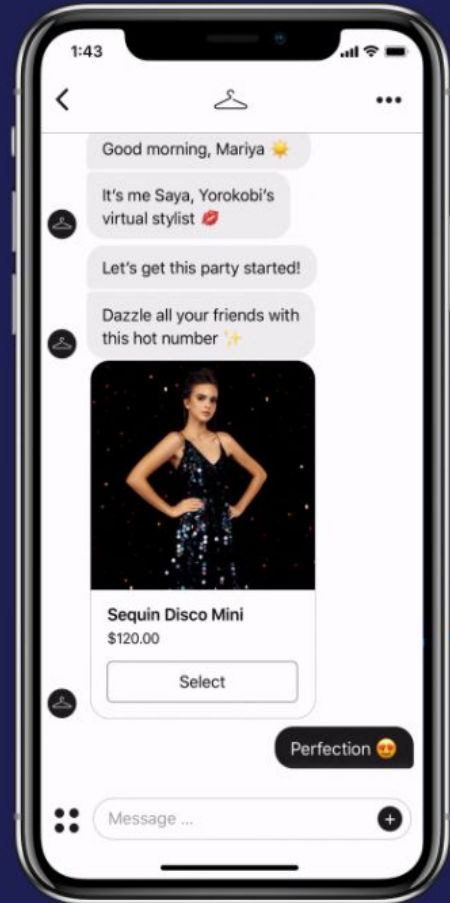 1:43
Good morning, Mariya ☀️
It's me Saya, Yorokobi's
virtual stylist 💋
Let's get this party started!
Dazzle all your friends with
this hot number ✨
Sequin Disco Mini
$120.00
Select
Perfection 😍
Message ...